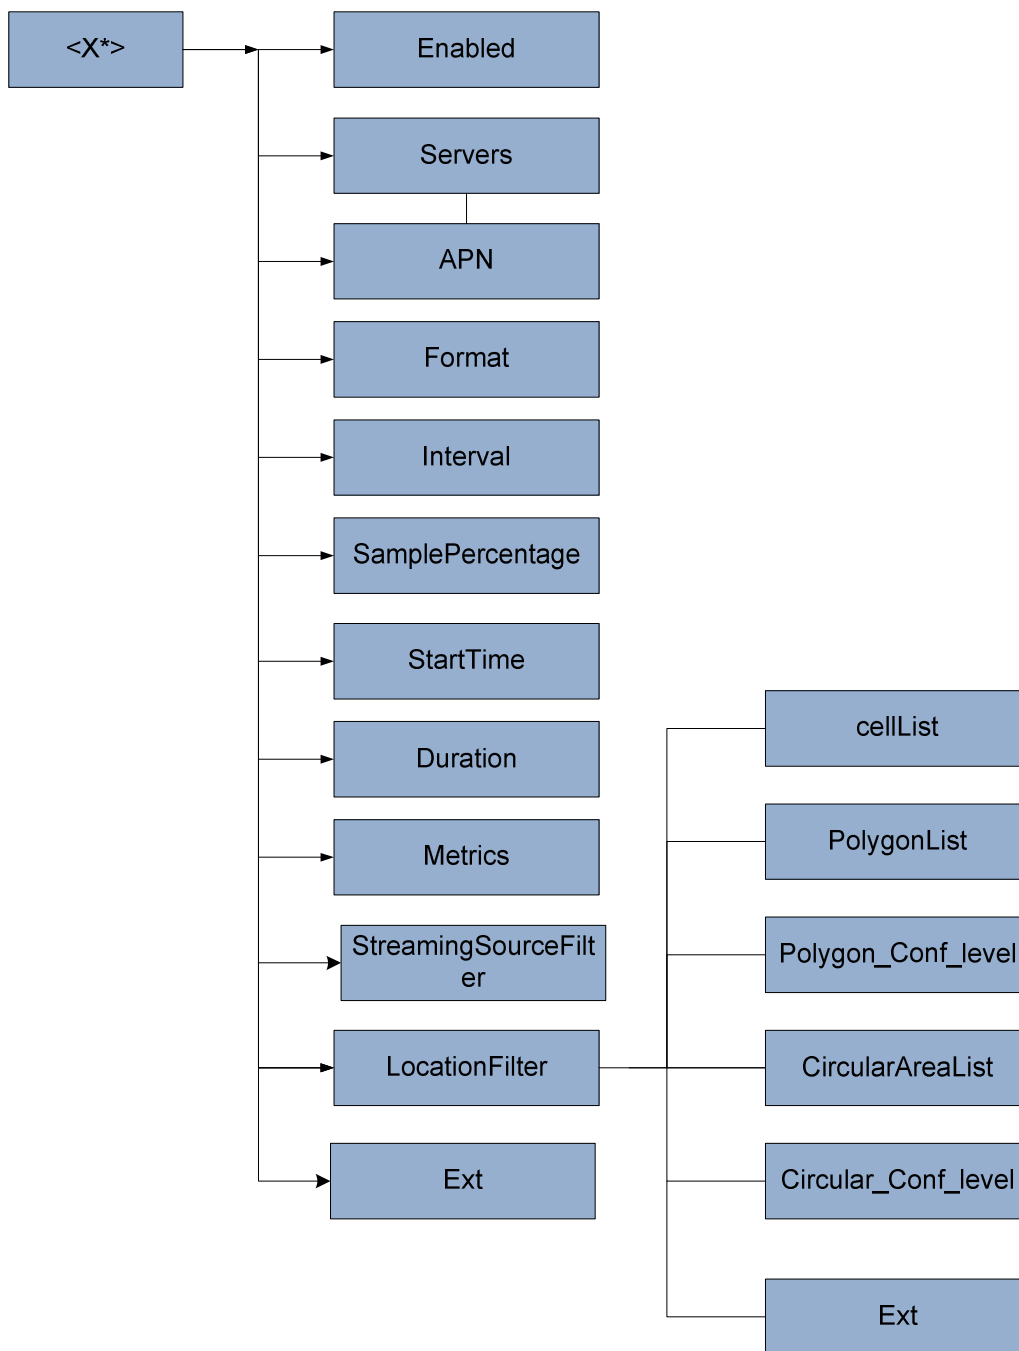 <X*>
Enabled
Servers
APN
Format
Interval
SamplePercentage
StartTime
Duration
Metrics
StreamingSourceFilt
er
LocationFilter
Ext
cellList
PolygonList
Polygon_Conf_level
CircularAreaList
Circular_Conf_level
Ext